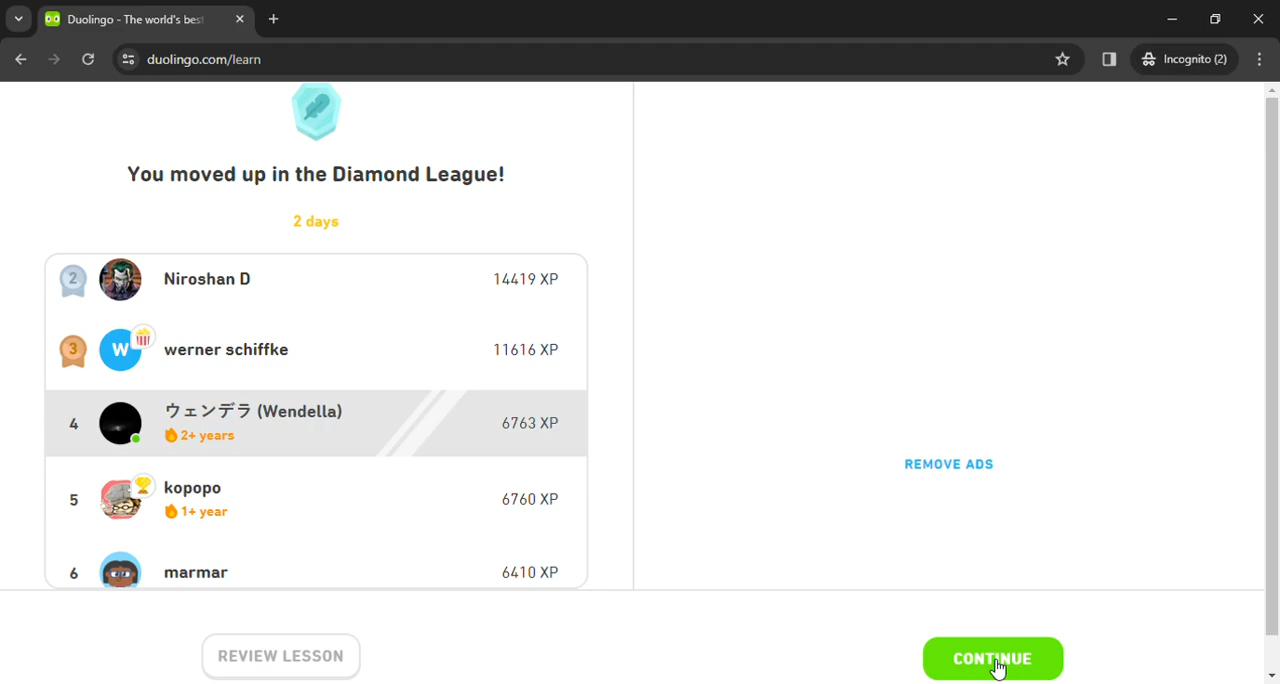 Duolingo - The world's bes
duolingo.com/learn
Incognito (2)
You moved up in the Diamond League!
2 days
2 Niroshan D 14419 XP
3 W werner schiffke 11616 XP
4 ウェンデラ (Wendella) 6763 XP
2+ years
5 kopopo 6760 XP
1+ year
6 marmar 6410 XP
REMOVE ADS
REVIEW LESSON
CONTINUE